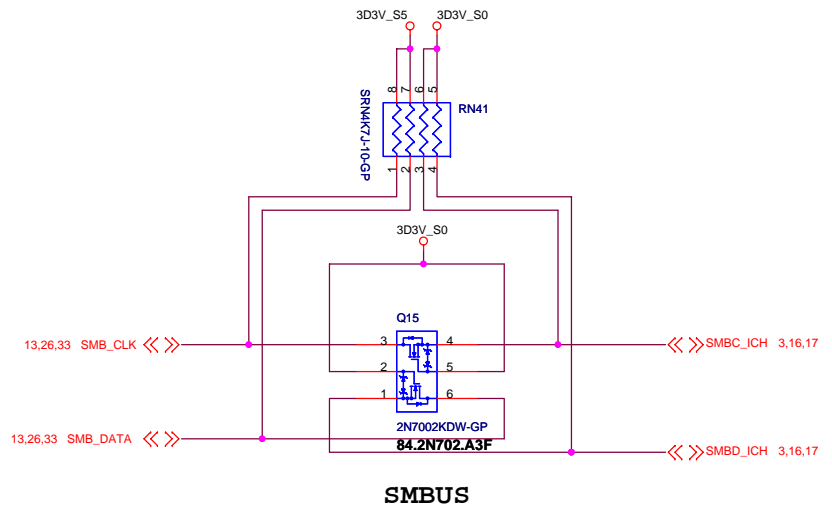 3D3V_S5 3D3V_S0
8 7 6 5
SRN4K7J-10-GP
RN41
1 2 3 4
3D3V_S0
Q15
13,26,33 SMB_CLK 3 4 SMBC_ICH 3,16,17
2 5
1 6
2N7002KDW-GP
13,26,33 SMB_DATA 84.2N702.A3F SMBD_ICH 3,16,17
SMBUS